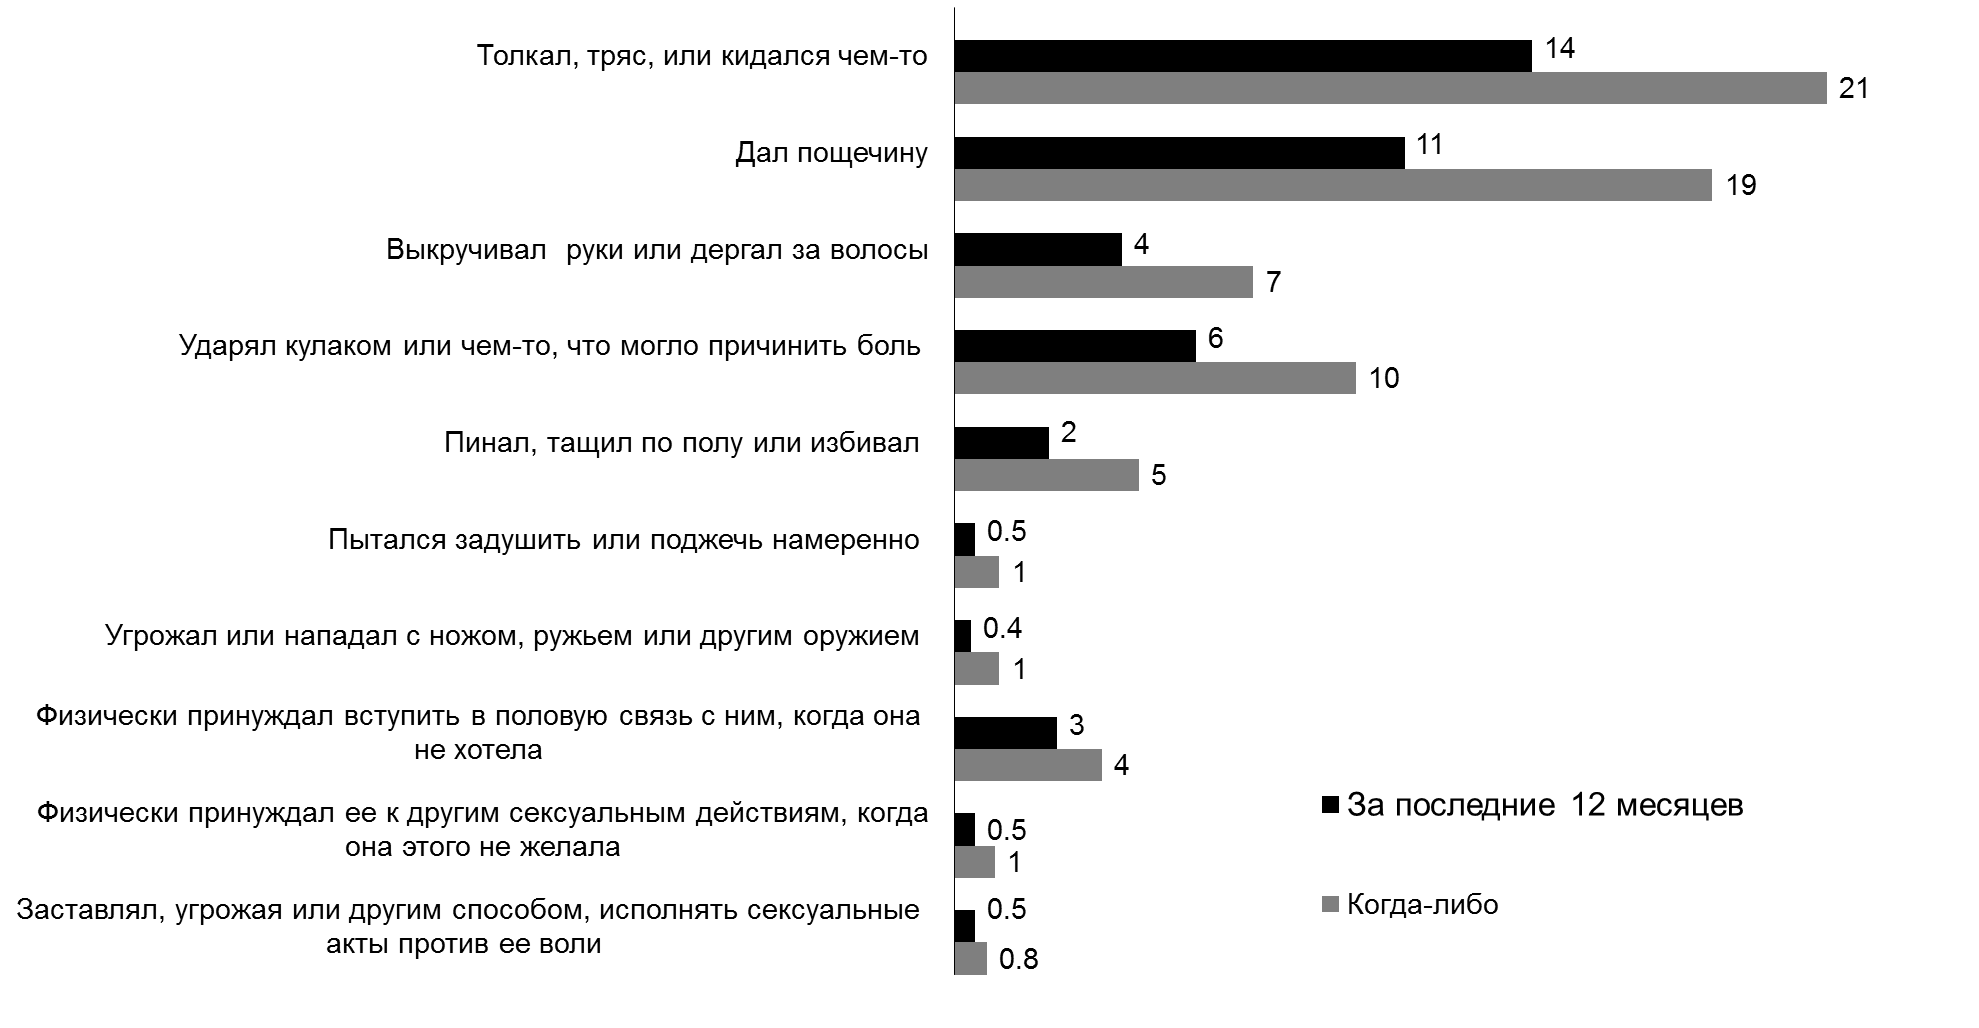 Толкал, тряс, или кидался чем-то
14
21
Дал пощечину
11
19
Выкручивал  руки или дергал за волосы
4
7
Ударял кулаком или чем-то, что могло причинить боль
6
10
Пинал, тащил по полу или избивал
2
5
Пытался задушить или поджечь намеренно
0.5
1
Угрожал или нападал с ножом, ружьем или другим оружием
0.4
1
Физически принуждал вступить в половую связь с ним, когда она
не хотела
3
4
Физически принуждал ее к другим сексуальным действиям, когда
она этого не желала
0.5
1
Заставлял, угрожая или другим способом, исполнять сексуальные
акты против ее воли
0.5
0.8
За последние 12 месяцев
Когда-либо